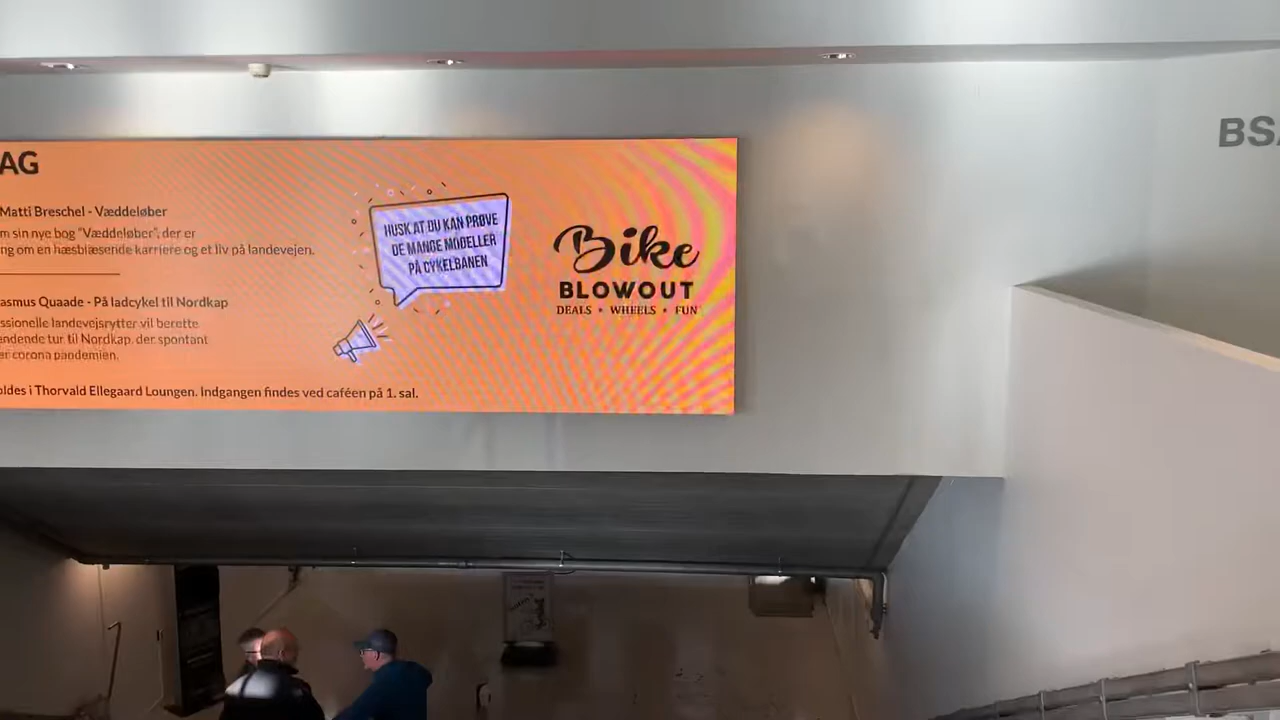 AG
Matti Breschel - Væddeløber
m sin nye bog "Væddeløber", der er
ng om en hæsblæsende karriere og et liv på landevejen.
asmus Quaade - På ladcykel til Nordkap
ssionelle landevejsrytter vil berette
endende tur til Nordkap, der spontant
er corona pandemien.
oldes i Thorvald Ellegaard Loungen. Indgangen findes ved caféen på 1. sal.
HUSK AT DU KAN PRØVE
DE MANGE MODELLER
PÅ CYKELBANEN
Bike
BLOWOUT
DEALS • WHEELS • FUN
BSA